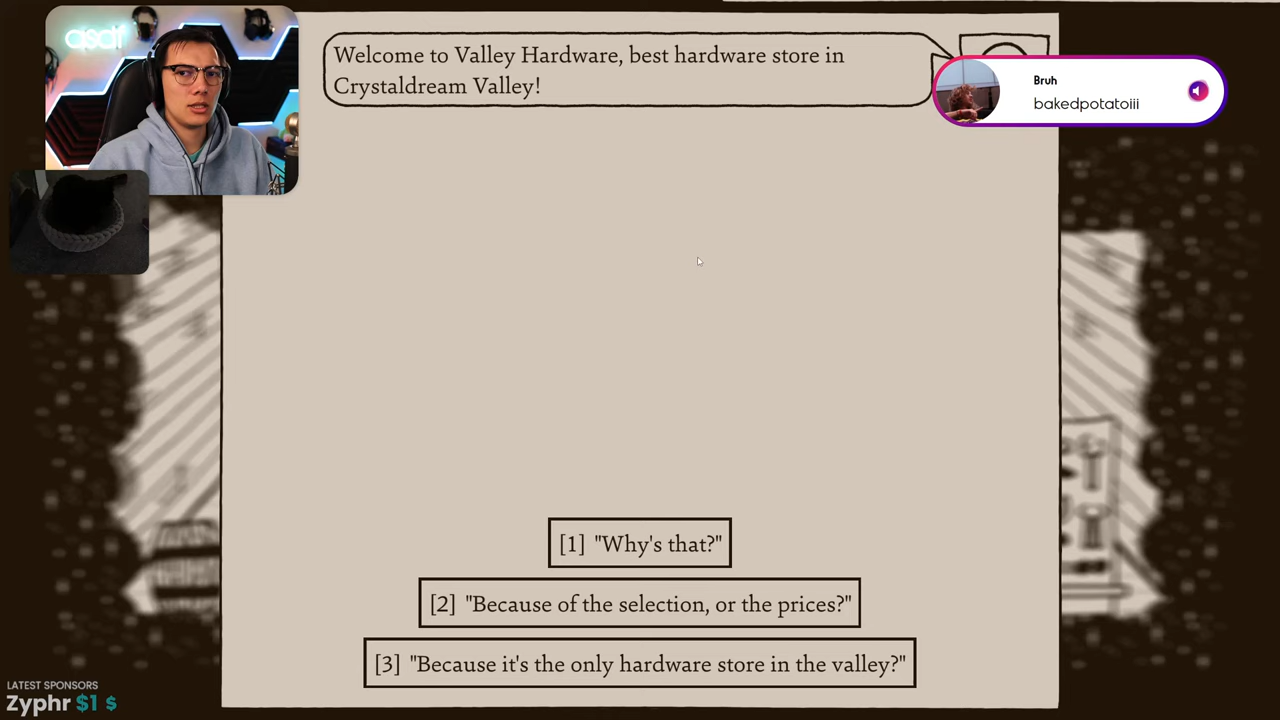 Welcome to Valley Hardware, best hardware store in
Crystaldream Valley!
Bruh
bakedpotatoiii
[1] "Why's that?"
[2] "Because of the selection, or the prices?"
[3] "Because it's the only hardware store in the valley?"
LATEST SPONSORS
Zyphr $1 $